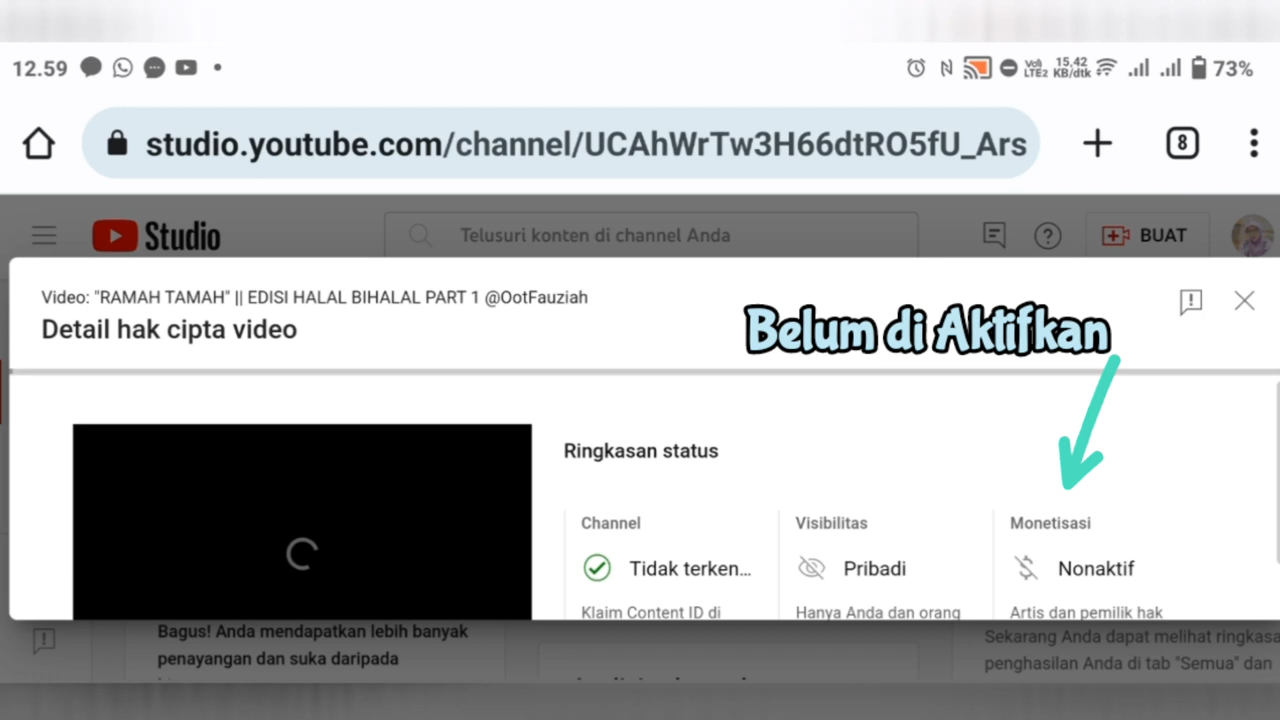 12.59
VoB LTE2 15,42 KB/dtk 73%
studio.youtube.com/channel/UCAhWrTw3H66dtRO5fU_Ars
8
Studio
Telusuri konten di channel Anda
BUAT
Video: "RAMAH TAMAH" || EDISI HALAL BIHALAL PART 1 @OotFauziah
Detail hak cipta video
Belum di Aktifkan
Ringkasan status
Channel
Tidak terken...
Klaim Content ID di
Visibilitas
Pribadi
Hanya Anda dan orang
Monetisasi
Nonaktif
Artis dan pemilik hak
Bagus! Anda mendapatkan lebih banyak
penayangan dan suka daripada
Sekarang Anda dapat melihat ringkasa
penghasilan Anda di tab "Semua" dan